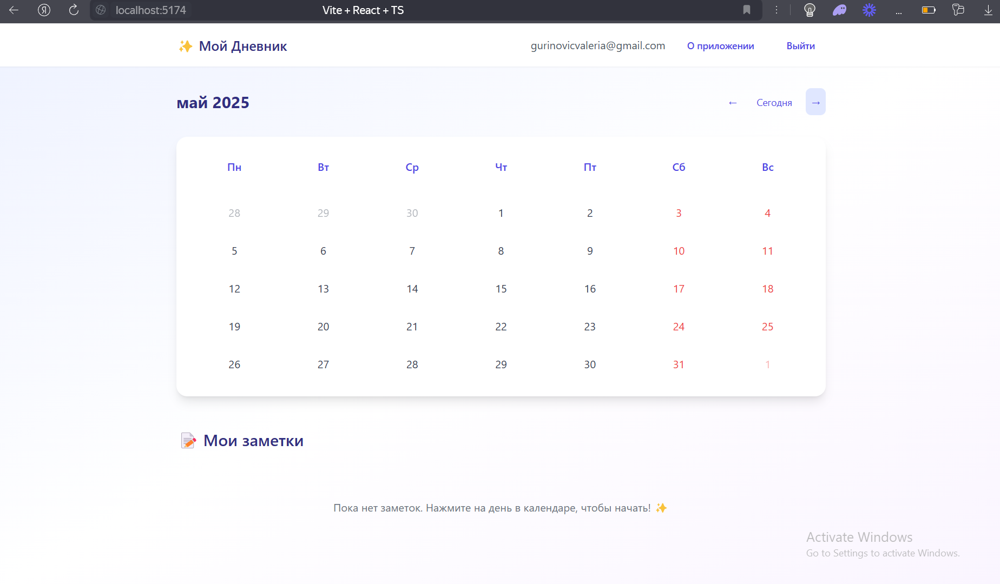 localhost:5174
Vite + React + TS
Мой Дневник
gurinovicvaleria@gmail.com
О приложении
Выйти
май 2025
← Сегодня →
Пн Вт Ср Чт Пт Сб Вс
28 29 30 1 2 3 4
5 6 7 8 9 10 11
12 13 14 15 16 17 18
19 20 21 22 23 24 25
26 27 28 29 30 31 1
Мои заметки
Пока нет заметок. Нажмите на день в календаре, чтобы начать!
Activate Windows
Go to Settings to activate Windows.